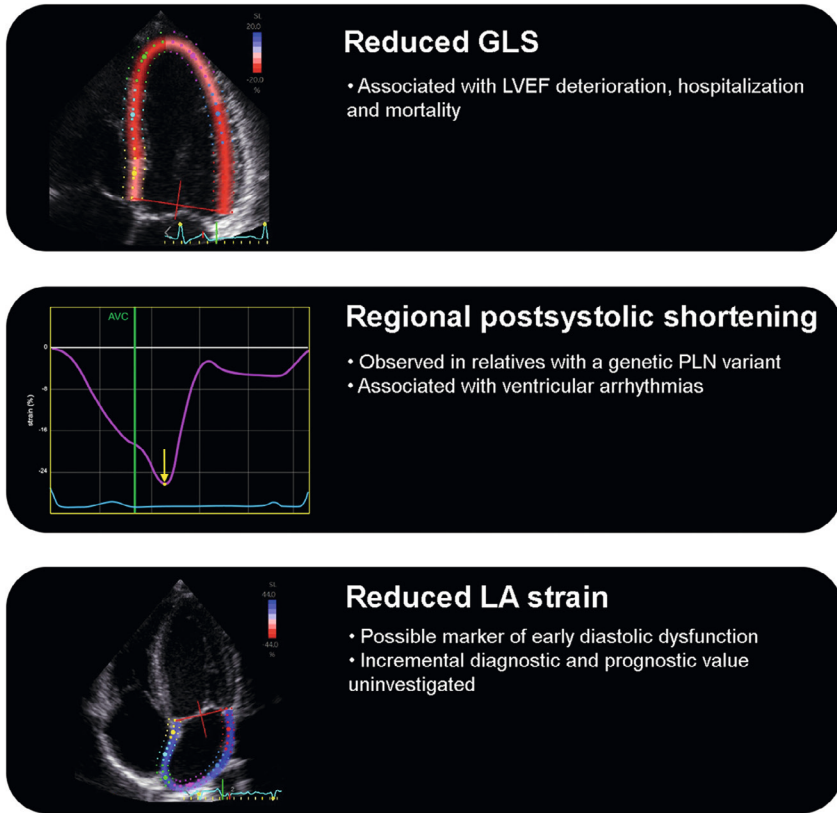 SL
20.0
-20.0
%
Reduced GLS
• Associated with LVEF deterioration, hospitalization
and mortality
AVC
0
-8
-16
-24
strain (%)
Regional postsystolic shortening
• Observed in relatives with a genetic PLN variant
• Associated with ventricular arrhythmias
SL
44.0
-44.0
%
Reduced LA strain
• Possible marker of early diastolic dysfunction
• Incremental diagnostic and prognostic value
uninvestigated